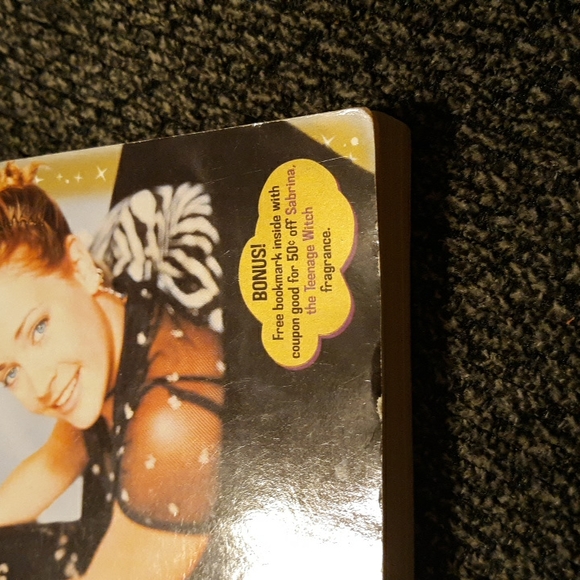 BONUS!
Free bookmark inside with
coupon good for 50¢ off Sabrina,
the Teenage Witch
fragrance.